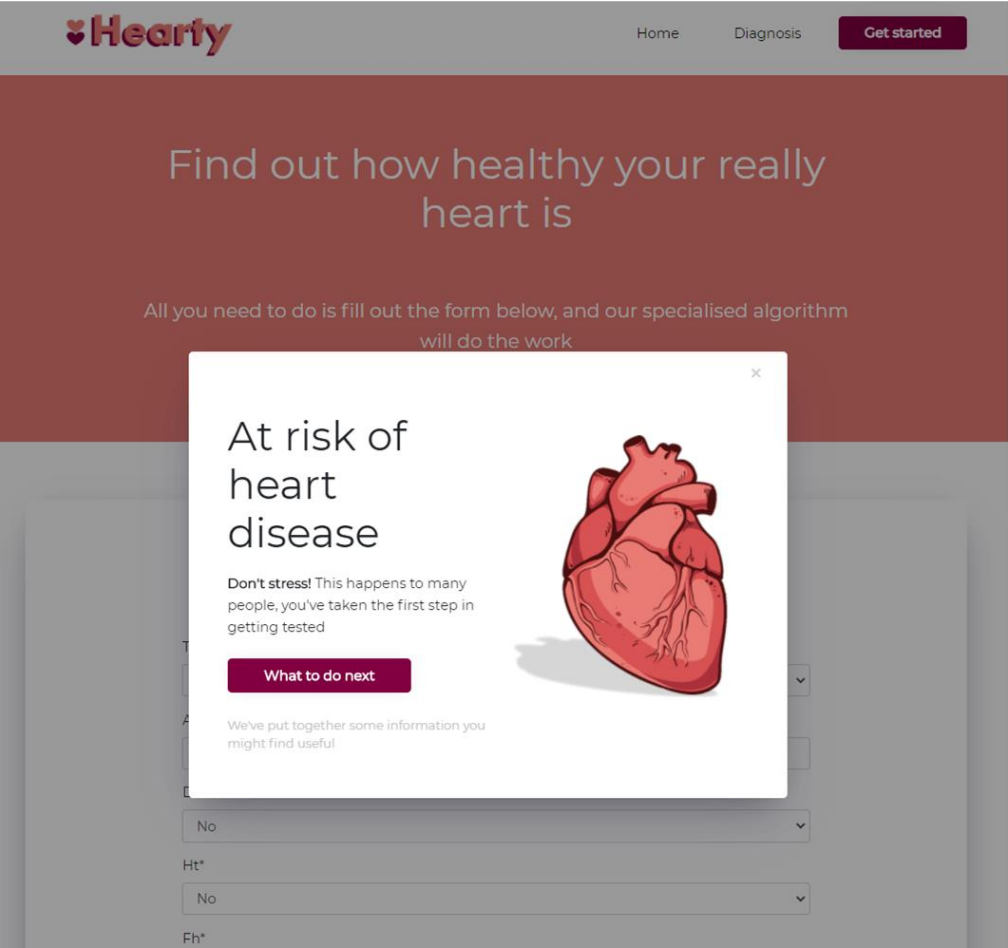 Hearty
Home Diagnosis Get started
Find out how healthy your really
heart is
All you need to do is fill out the form below, and our specialised algorithm
will do the work
×
At risk of
heart
disease
Don't stress! This happens to many
people, you've taken the first step in
getting tested
What to do next
We've put together some information you
might find useful
No
Ht*
No
Fh*